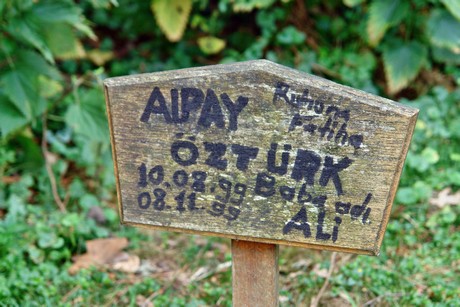 ALPAY
Ruhuna
Fatiha
ÖZTÜRK
10.08.99
Baba adı
08.11.99
ALİ